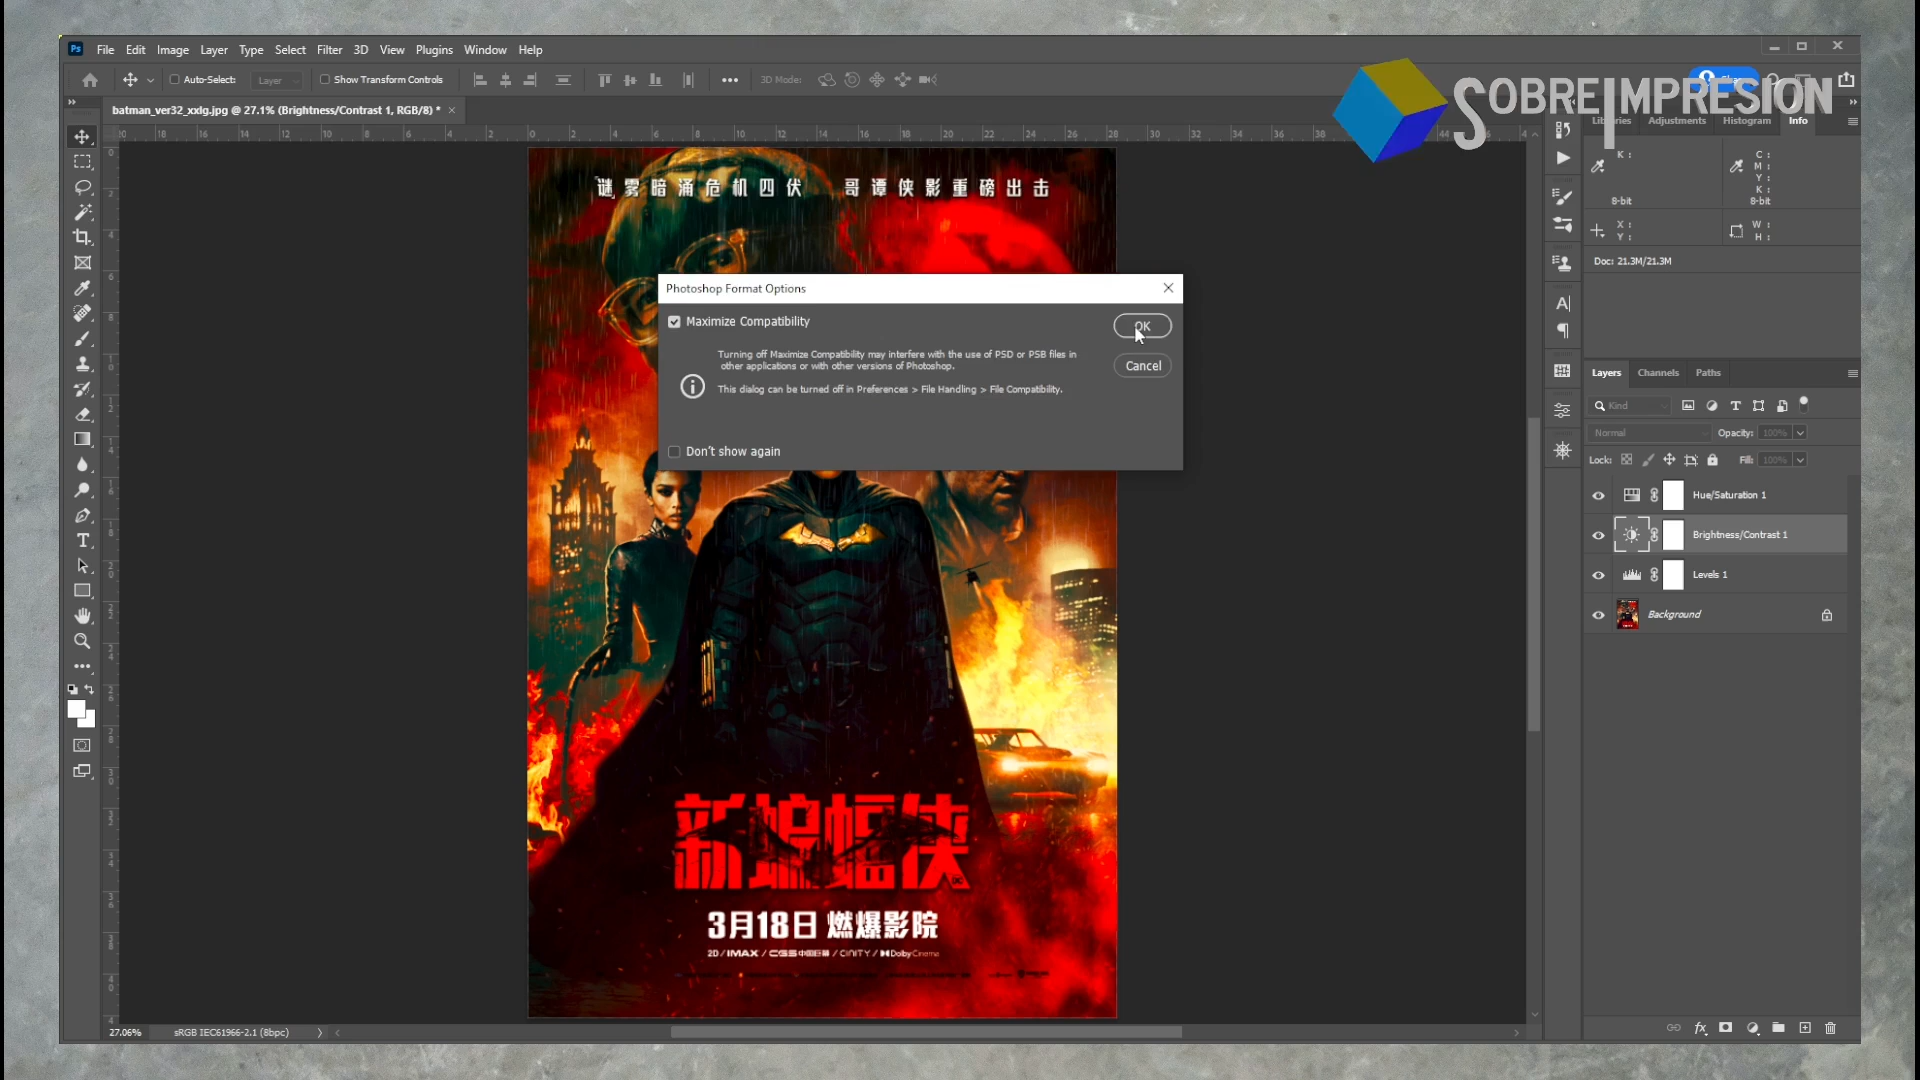 File Edit Image Layer Type Select Filter 3D View Plugins Window Help
Auto-Select: Layer Show Transform Controls 3D Mode:
SOBREIMPRESION
batman_ver32_xxlg.jpg @ 27.1% (Brightness/Contrast 1, RGB/8) *
Libraries Adjustments Histogram Info
K: C:
M:
Y:
K:
8-bit 8-bit
X: W:
Y: H:
Doc: 21.3M/21.3M
谜雾暗涌危机四伏 哥谭侠影重磅出击
Photoshop Format Options
Maximize Compatibility
OK
Turning off Maximize Compatibility may interfere with the use of PSD or PSB files in
other applications or with other versions of Photoshop.
Cancel
This dialog can be turned off in Preferences > File Handling > File Compatibility.
Don't show again
Layers Channels Paths
Kind
Normal Opacity: 100%
Lock: Fill: 100%
Hue/Saturation 1
Brightness/Contrast 1
Levels 1
Background
新蝙蝠侠
3月18日 燃爆影院
2D / IMAX / CGS中国巨幕 / CINITY / Dolby Cinema
27.06% sRGB IEC61966-2.1 (8bpc)